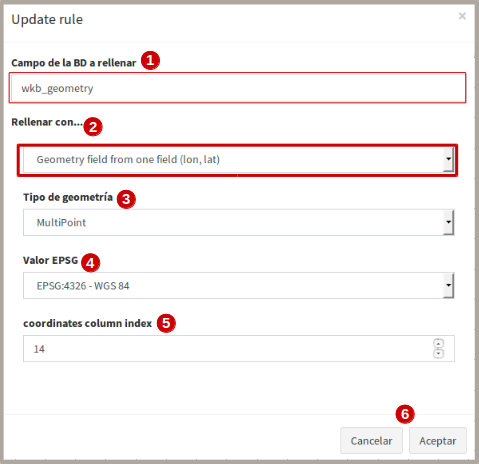 Update rule ×
Campo de la BD a rellenar 1
wkb_geometry
Rellenar con... 2
Geometry field from one field (lon, lat)
Tipo de geometría 3
MultiPoint
Valor EPSG 4
EPSG:4326 - WGS 84
coordinates column index 5
14
6
Cancelar Aceptar